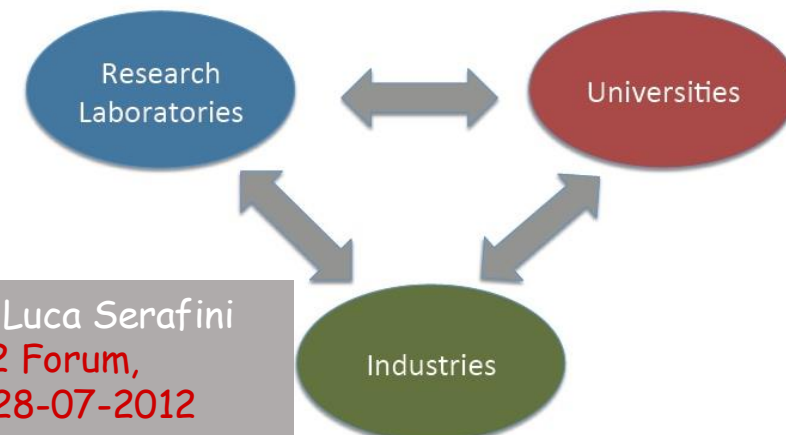 Research
Laboratories
Universities
Industries
Luca Serafini
2 Forum,
28-07-2012